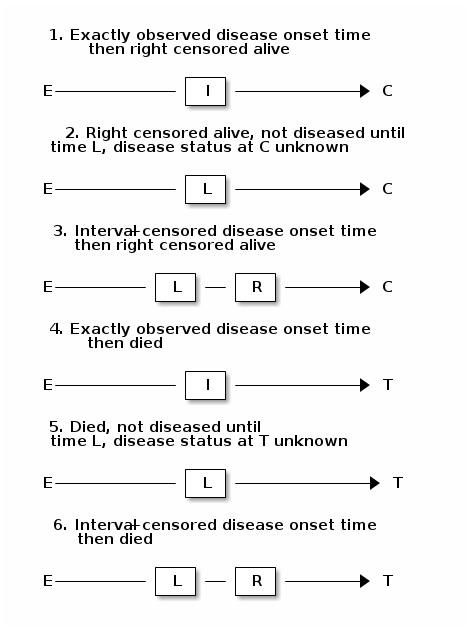 1. Exactly observed disease onset time
then right censored alive
E I C
2. Right censored alive, not diseased until
time L, disease status at C unknown
E L C
3. Interval-censored disease onset time
then right censored alive
E L R C
4. Exactly observed disease onset time
then died
E I T
5. Died, not diseased until
time L, disease status at T unknown
E L T
6. Interval-censored disease onset time
then died
E L R T